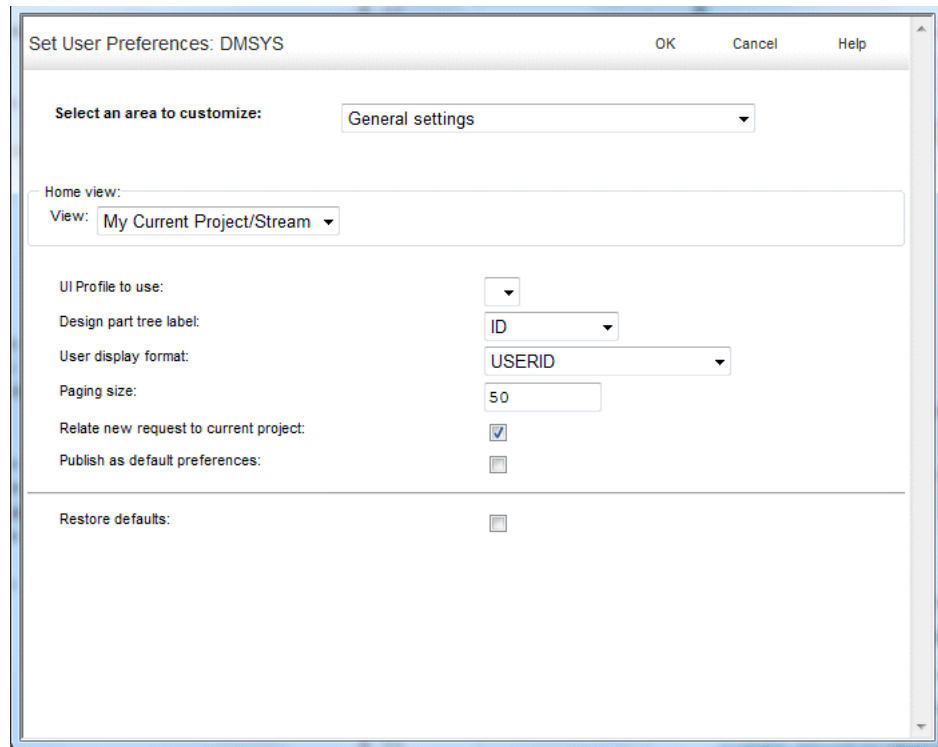 Set User Preferences: DMSYS OK Cancel Help
Select an area to customize: General settings
Home view:
View: My Current Project/Stream
UI Profile to use:
Design part tree label: ID
User display format: USERID
Paging size: 50
Relate new request to current project:
Publish as default preferences:
Restore defaults: